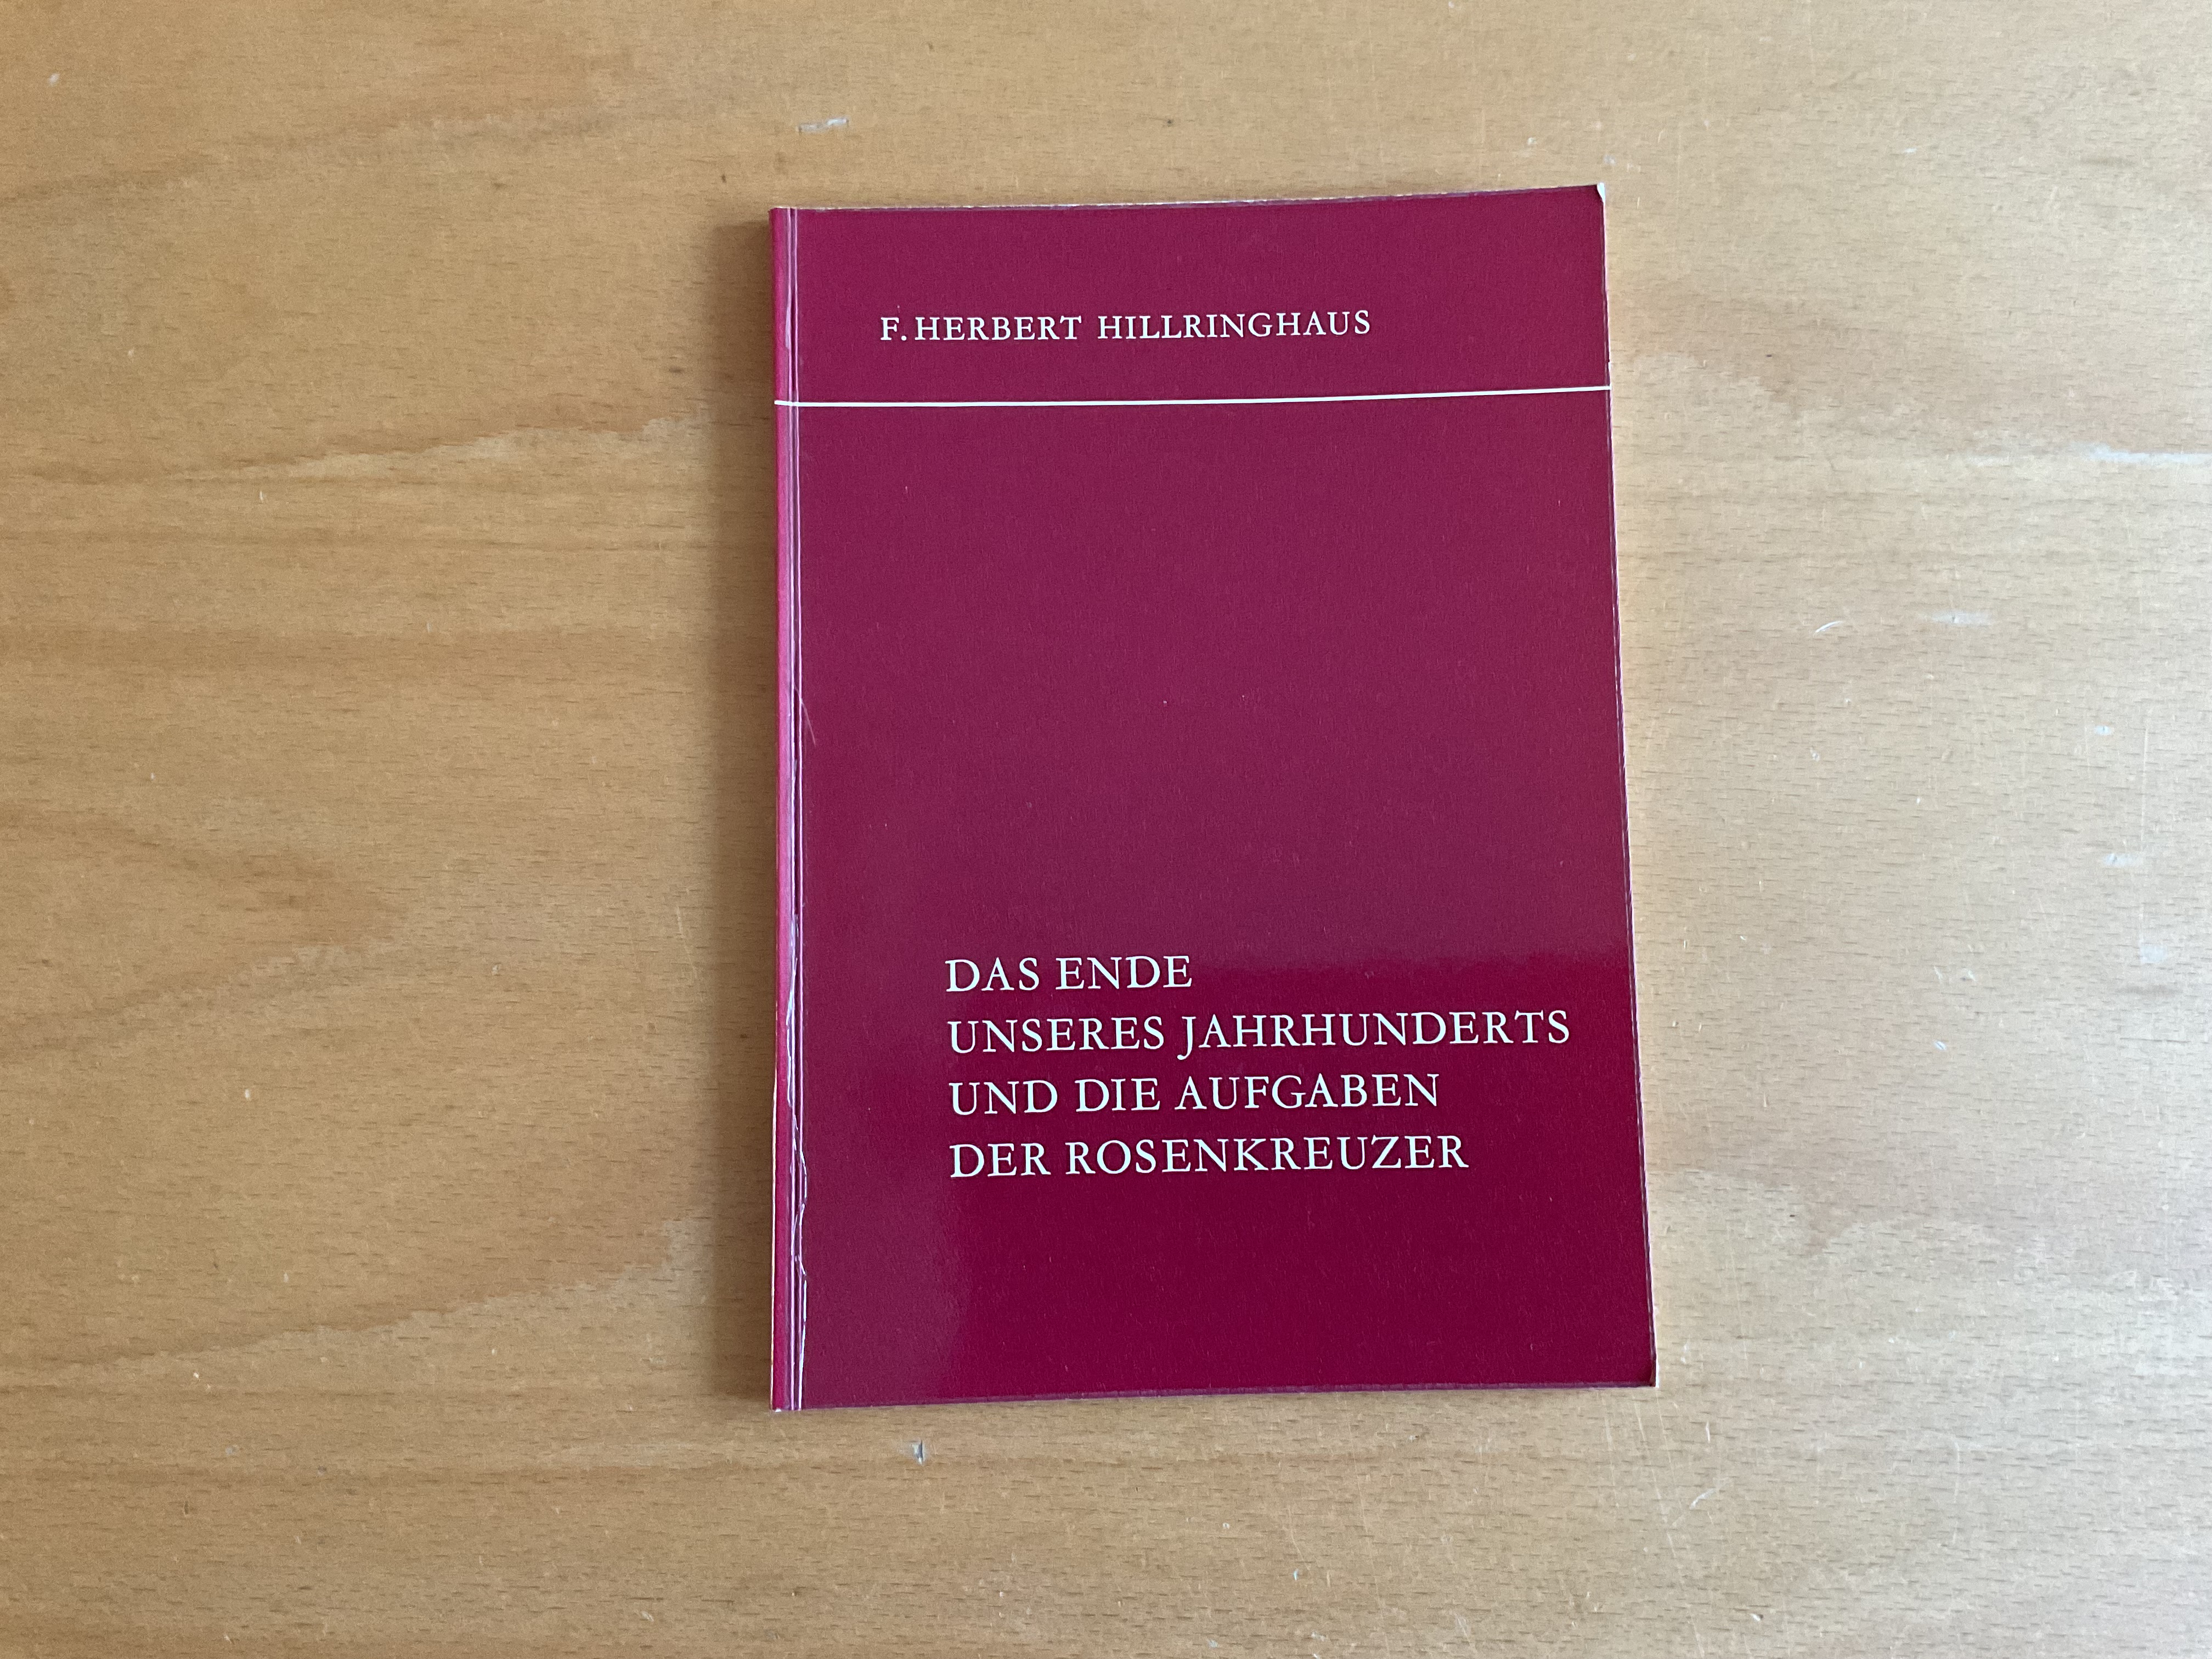 F. HERBERT HILLRINGHAUS
DAS ENDE
UNSERES JAHRHUNDERTS
UND DIE AUFGABEN
DER ROSENKREUZER